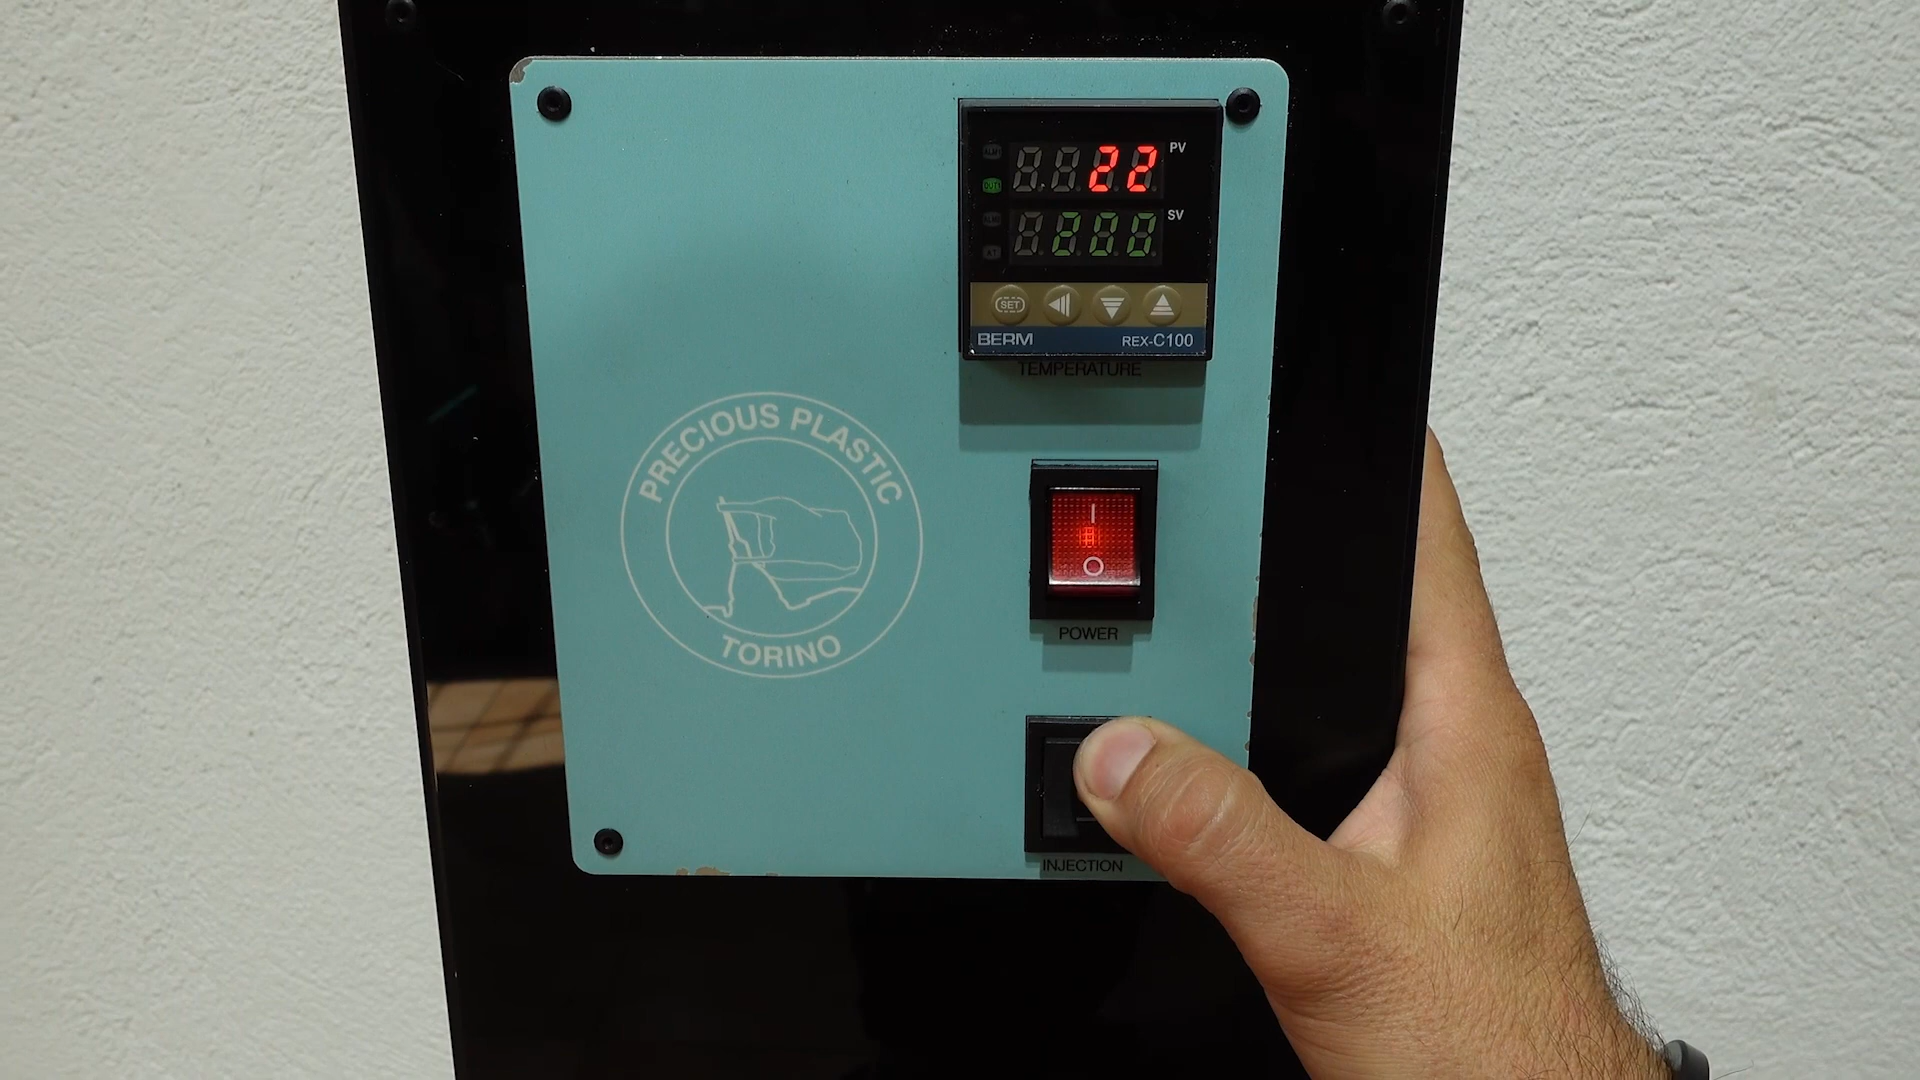 22 PV
200 SV
SET
BERM REX-C100
TEMPERATURE
PRECIOUS PLASTIC
TORINO
I
O
POWER
INJECTION